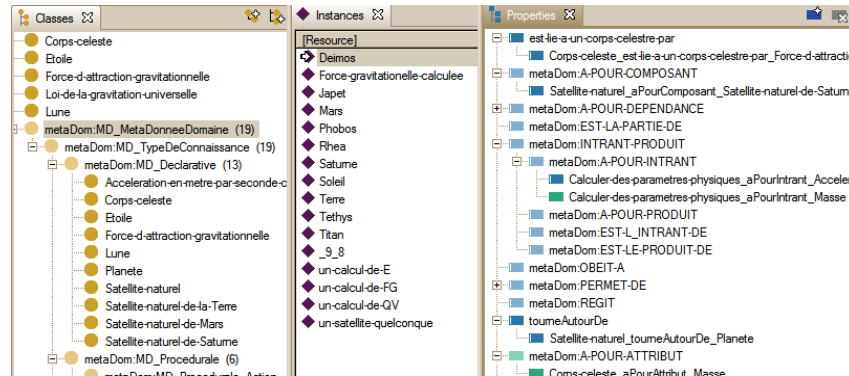 Classes
Corps-celeste
Etoile
Force-d-attraction-gravitationnelle
Loi-de-la-gravitation-universelle
Lune
metaDom:MD_MetaDonneeDomaine (19)
metaDom:MD_TypeDeConnaissance (19)
metaDom:MD_Declarative (13)
Acceleration-en-metre-par-seconde-c
Corps-celeste
Etoile
Force-d-attraction-gravitationnelle
Lune
Planete
Satellite-naturel
Satellite-naturel-de-la-Terre
Satellite-naturel-de-Mars
Satellite-naturel-de-Saturne
metaDom:MD_Procedurale (6)
metaDom:MD_Procedurale_Action
Instances
[Resource]
Deimos
Force-gravitationelle-calculee
Japet
Mars
Phobos
Rhea
Saturne
Soleil
Terre
Tethys
Titan
_9_8
un-calcul-de-E
un-calcul-de-FG
un-calcul-de-QV
un-satellite-quelconque
Properties
est-lie-a-un-corps-celestre-par
Corps-celeste_est-lie-a-un-corps-celestre-par_Force-d-attracti
metaDom:A-POUR-COMPOSANT
Satellite-naturel_aPourComposant_Satellite-naturel-de-Saturn
metaDom:A-POUR-DEPENDANCE
metaDom:EST-LA-PARTIE-DE
metaDom:INTRANT-PRODUIT
metaDom:A-POUR-INTRANT
Calculer-des-parametres-physiques_aPourIntrant_Acceler
Calculer-des-parametres-physiques_aPourIntrant_Masse
metaDom:A-POUR-PRODUIT
metaDom:EST-L_INTRANT-DE
metaDom:EST-LE-PRODUIT-DE
metaDom:OBEIT-A
metaDom:PERMET-DE
metaDom:REGIT
tourneAutourDe
Satellite-naturel_tourneAutourDe_Planete
metaDom:A-POUR-ATTRIBUT
Corps-celeste_aPourAttribut_Masse